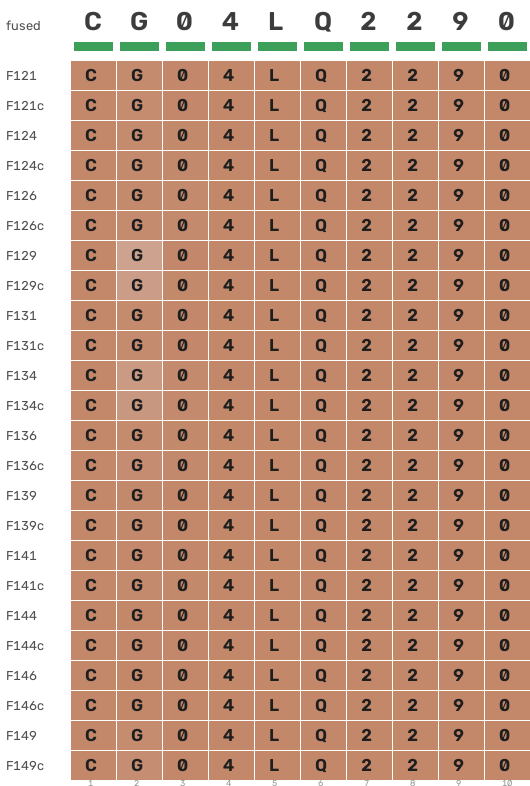 fused C G 0 4 L Q 2 2 9 0
F121 C G 0 4 L Q 2 2 9 0
F121c C G 0 4 L Q 2 2 9 0
F124 C G 0 4 L Q 2 2 9 0
F124c C G 0 4 L Q 2 2 9 0
F126 C G 0 4 L Q 2 2 9 0
F126c C G 0 4 L Q 2 2 9 0
F129 C G 0 4 L Q 2 2 9 0
F129c C G 0 4 L Q 2 2 9 0
F131 C G 0 4 L Q 2 2 9 0
F131c C G 0 4 L Q 2 2 9 0
F134 C G 0 4 L Q 2 2 9 0
F134c C G 0 4 L Q 2 2 9 0
F136 C G 0 4 L Q 2 2 9 0
F136c C G 0 4 L Q 2 2 9 0
F139 C G 0 4 L Q 2 2 9 0
F139c C G 0 4 L Q 2 2 9 0
F141 C G 0 4 L Q 2 2 9 0
F141c C G 0 4 L Q 2 2 9 0
F144 C G 0 4 L Q 2 2 9 0
F144c C G 0 4 L Q 2 2 9 0
F146 C G 0 4 L Q 2 2 9 0
F146c C G 0 4 L Q 2 2 9 0
F149 C G 0 4 L Q 2 2 9 0
F149c C G 0 4 L Q 2 2 9 0
1 2 3 4 5 6 7 8 9 10